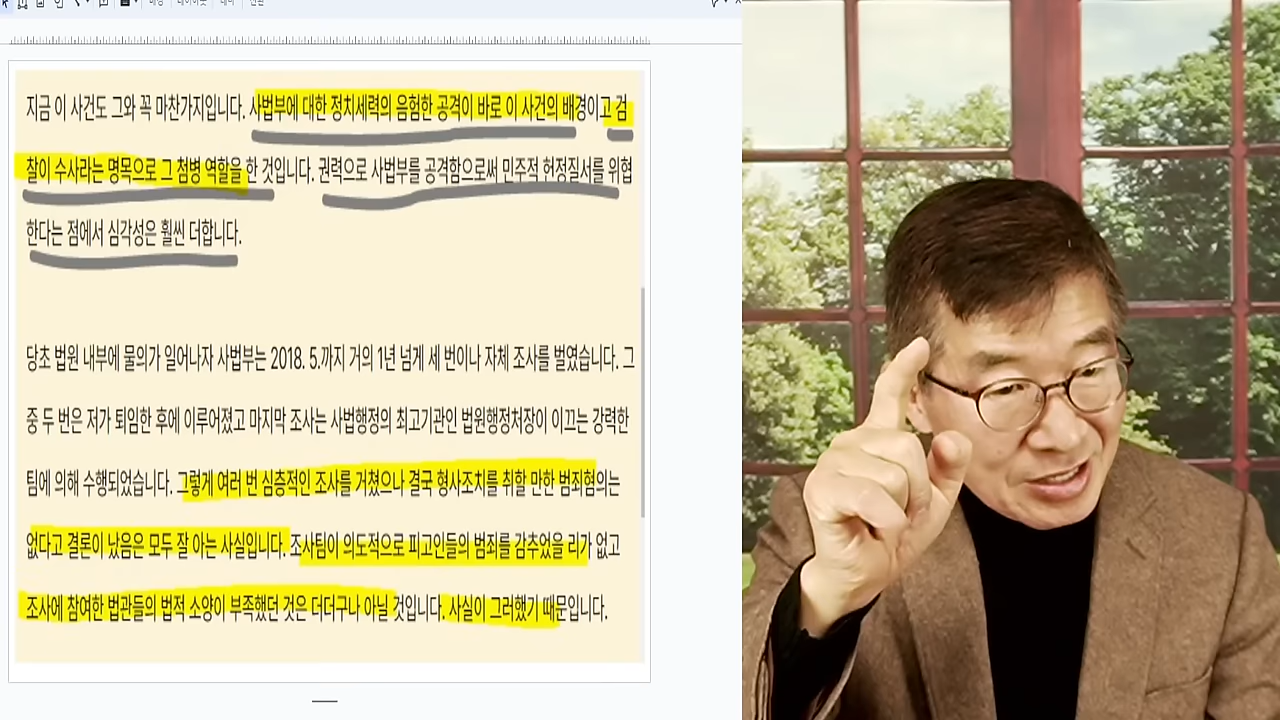 지금 이 사건도 그와 꼭 마찬가지입니다. 사법부에 대한 정치세력의 음험한 공격이 바로 이 사건의 배경이고 검
찰이 수사라는 명목으로 그 첨병 역할을 한 것입니다. 권력으로 사법부를 공격함으로써 민주적 헌정질서를 위협
한다는 점에서 심각성은 훨씬 더합니다.
당초 법원 내부에 물의가 일어나자 사법부는 2018. 5.까지 거의 1년 넘게 세 번이나 자체 조사를 벌였습니다. 그
중 두 번은 저가 퇴임한 후에 이루어졌고 마지막 조사는 사법행정의 최고기관인 법원행정처장이 이끄는 강력한
팀에 의해 수행되었습니다. 그렇게 여러 번 심층적인 조사를 거쳤으나 결국 형사조치를 취할 만한 범죄혐의는
없다고 결론이 났음은 모두 잘 아는 사실입니다. 조사팀이 의도적으로 피고인들의 범죄를 감추었을 리가 없고
조사에 참여한 법관들의 법적 소양이 부족했던 것은 더더구나 아닐 것입니다. 사실이 그러했기 때문입니다.